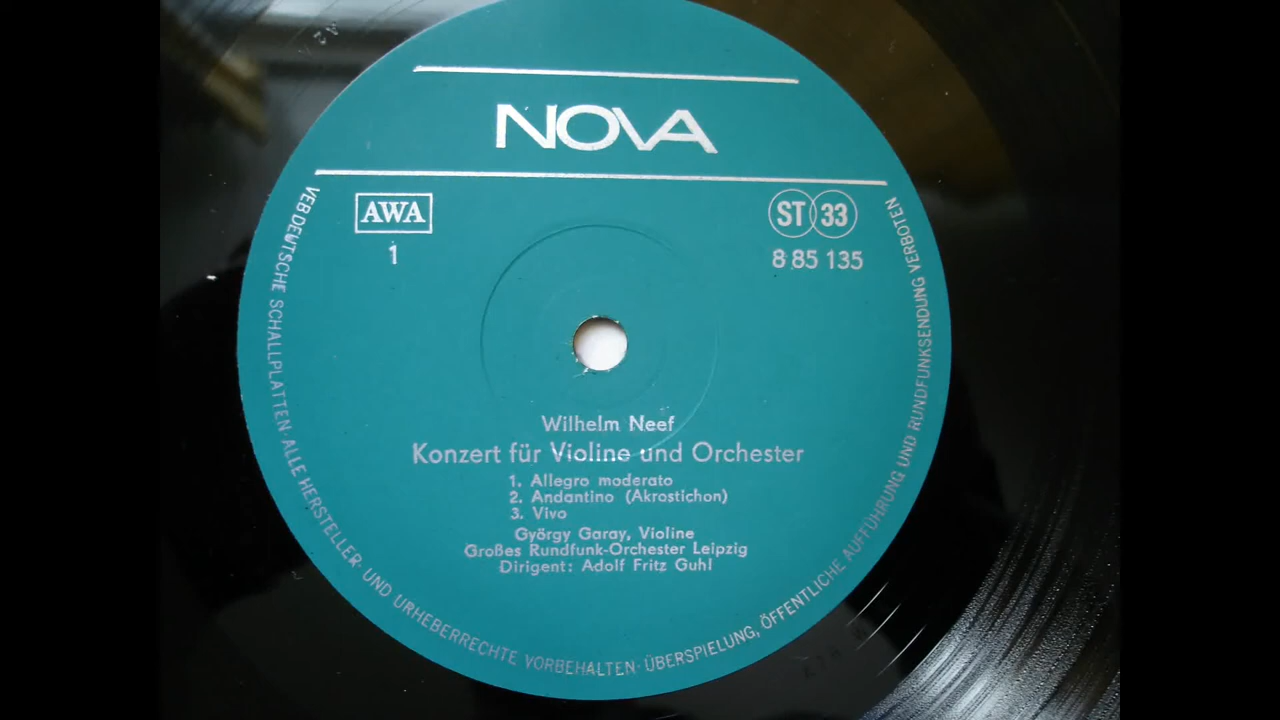 NOVA
AWA
ST 33
1
8 85 135
Wilhelm Neef
Konzert für Violine und Orchester
1. Allegro moderato
2. Andantino (Akrostichon)
3. Vivo
György Garay, Violine
Großes Rundfunk-Orchester Leipzig
Dirigent: Adolf Fritz Guhl
VEB DEUTSCHE SCHALLPLATTEN · ALLE HERSTELLER- UND URHEBERRECHTE VORBEHALTEN · ÜBERSPIELUNG, ÖFFENTLICHE AUFFÜHRUNG UND RUNDFUNKSENDUNG VERBOTEN